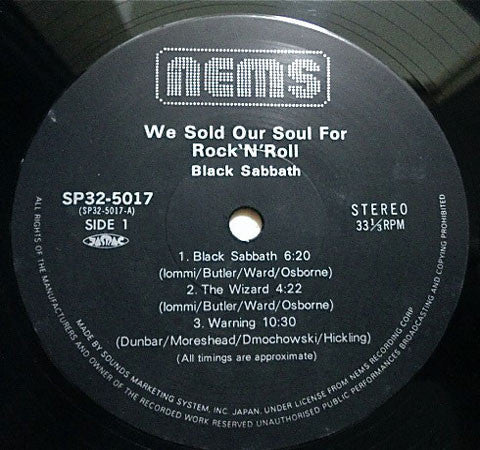 nems
We Sold Our Soul For
Rock'N'Roll
Black Sabbath
SP32-5017
(SP32-5017-A)
SIDE 1
JASRAC
STEREO
33⅓RPM
1. Black Sabbath 6:20
(Iommi/Butler/Ward/Osborne)
2. The Wizard 4:22
(Iommi/Butler/Ward/Osborne)
3. Warning 10:30
(Dunbar/Moreshead/Dmochowski/Hickling)
(All timings are approximate)
MADE BY SOUNDS MARKETING SYSTEM, INC. JAPAN. UNDER LICENSE FROM NEMS RECORDING CORP
ALL RIGHTS OF THE MANUFACTURERS AND OWNER OF THE RECORDED WORK RESERVED UNAUTHORISED PUBLIC PERFORMANCES BROADCASTING AND COPYING PROHIBITED